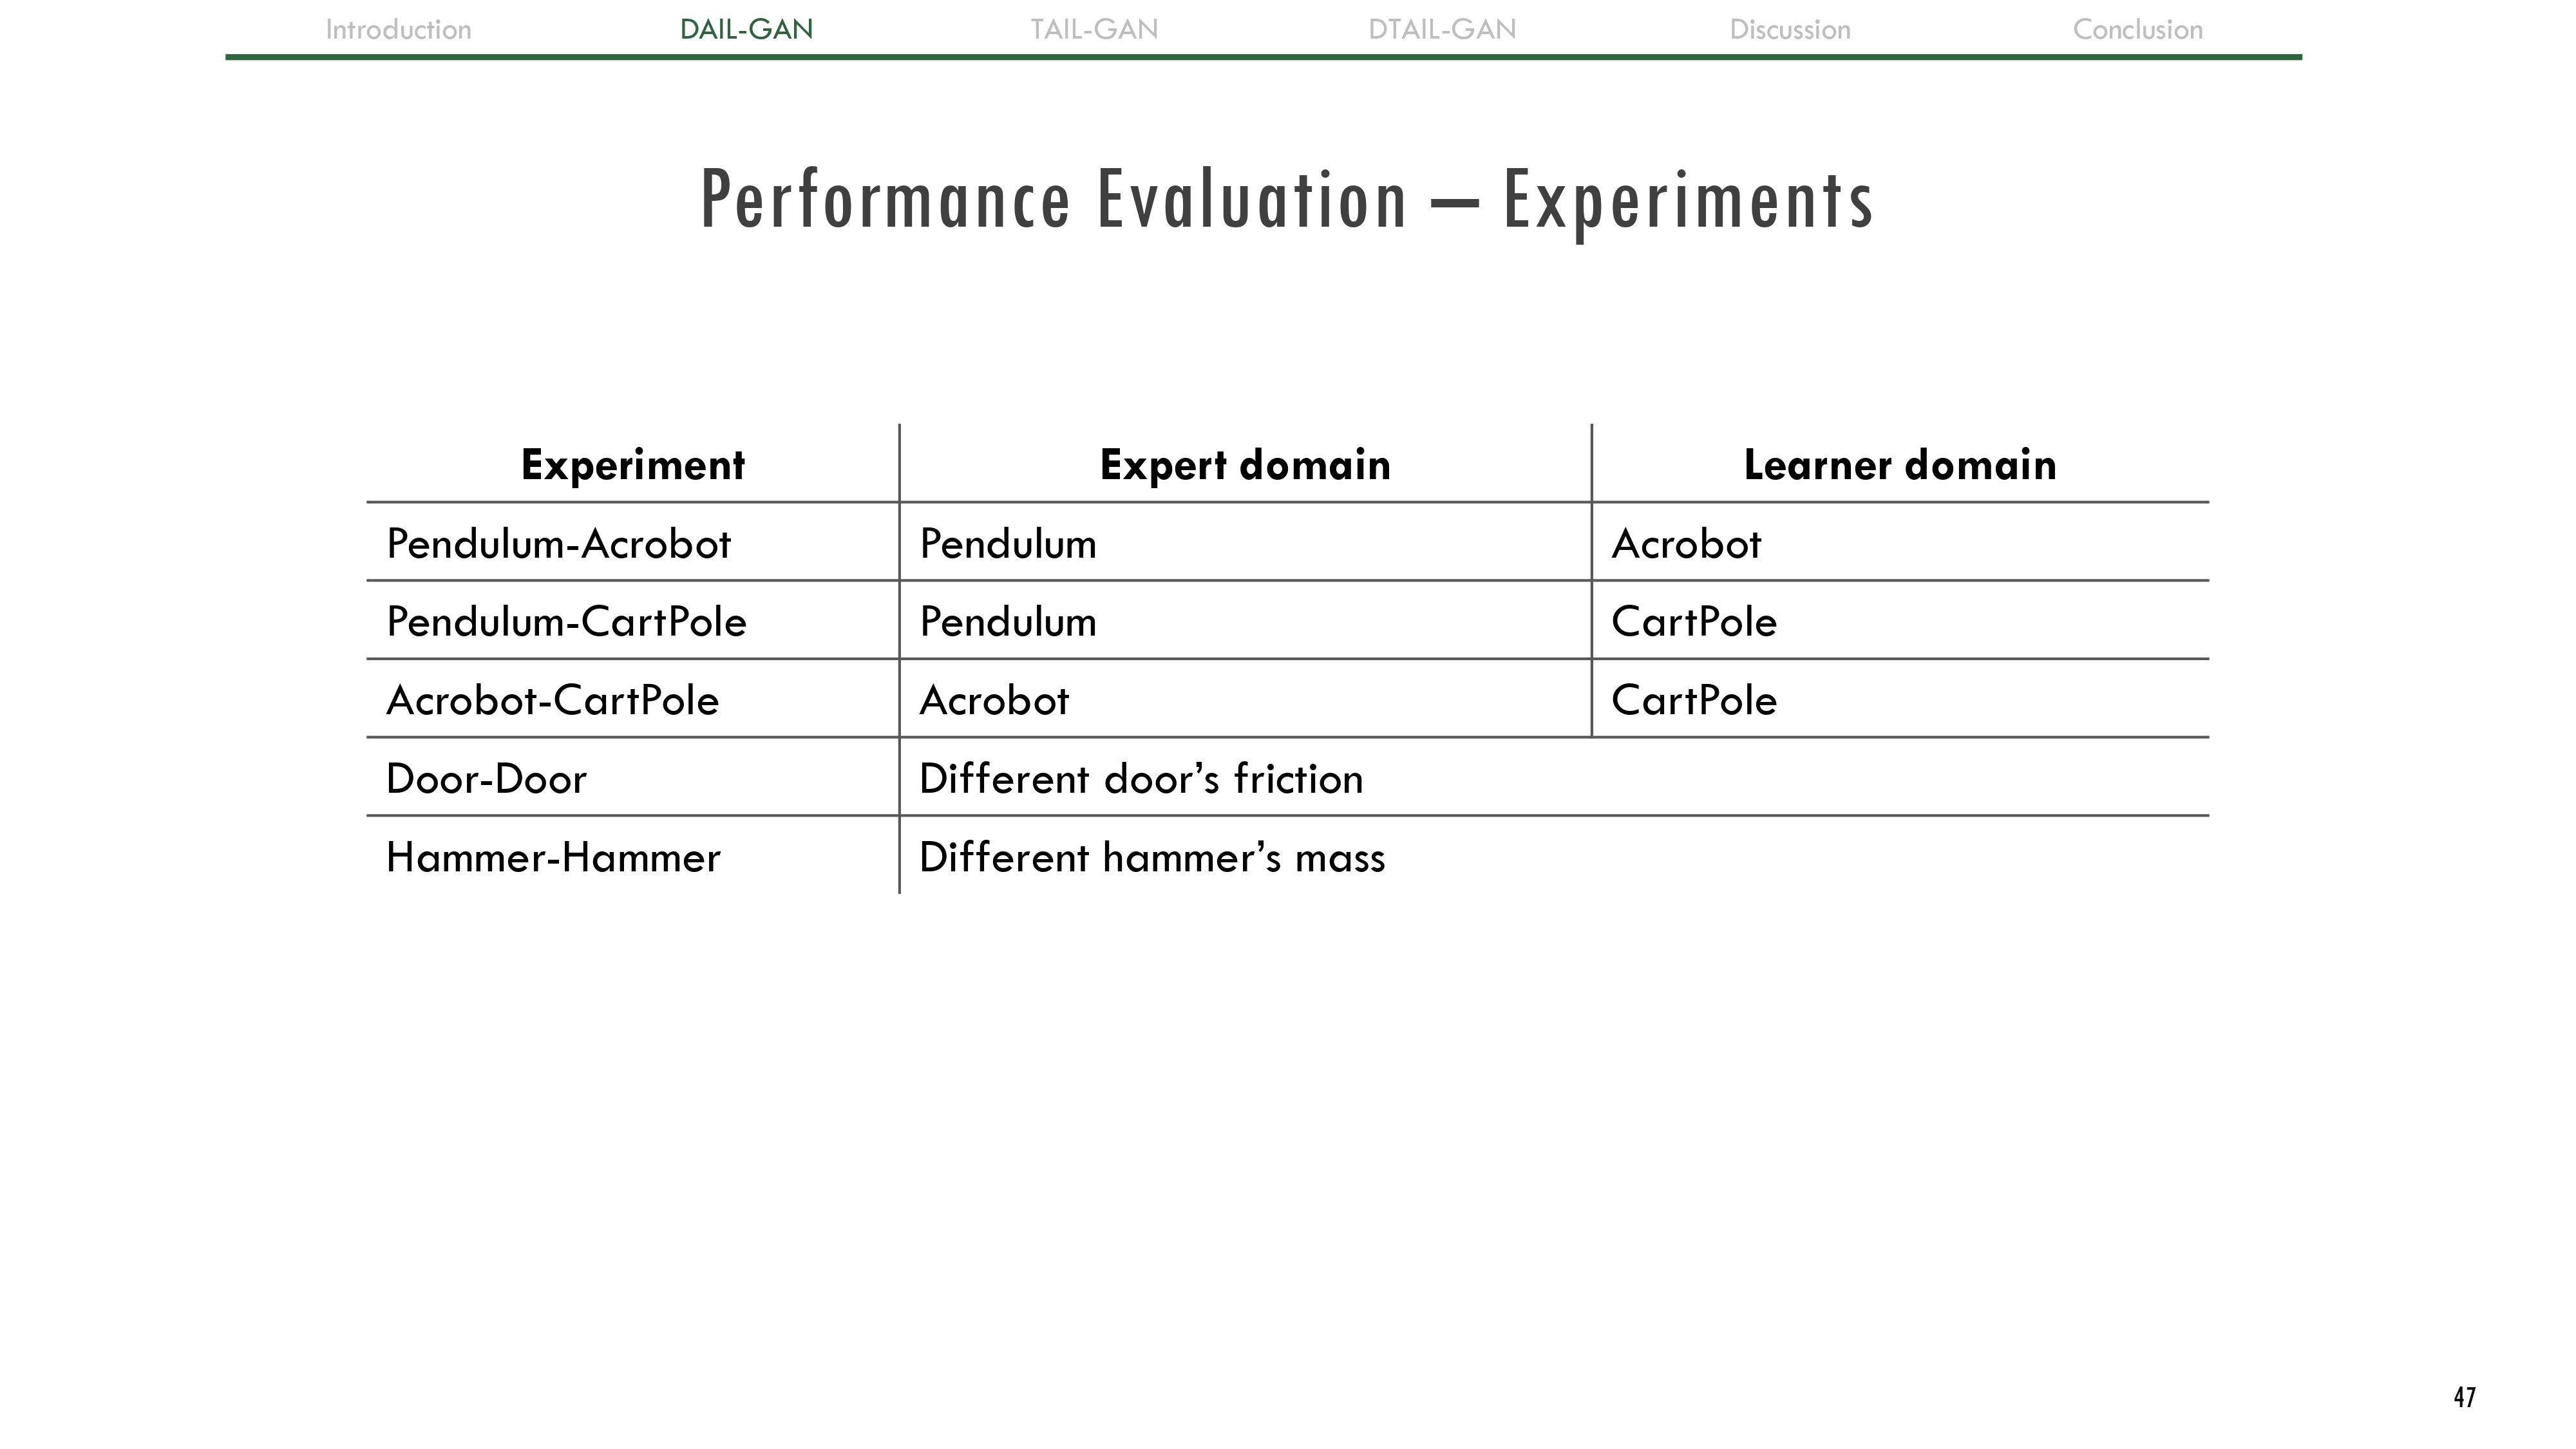 Introduction DAIL-GAN TAIL-GAN DTAIL-GAN Discussion Conclusion
Performance Evaluation – Experiments
Experiment Expert domain Learner domain
Pendulum-Acrobot Pendulum Acrobot
Pendulum-CartPole Pendulum CartPole
Acrobot-CartPole Acrobot CartPole
Door-Door Different door’s friction
Hammer-Hammer Different hammer’s mass
47